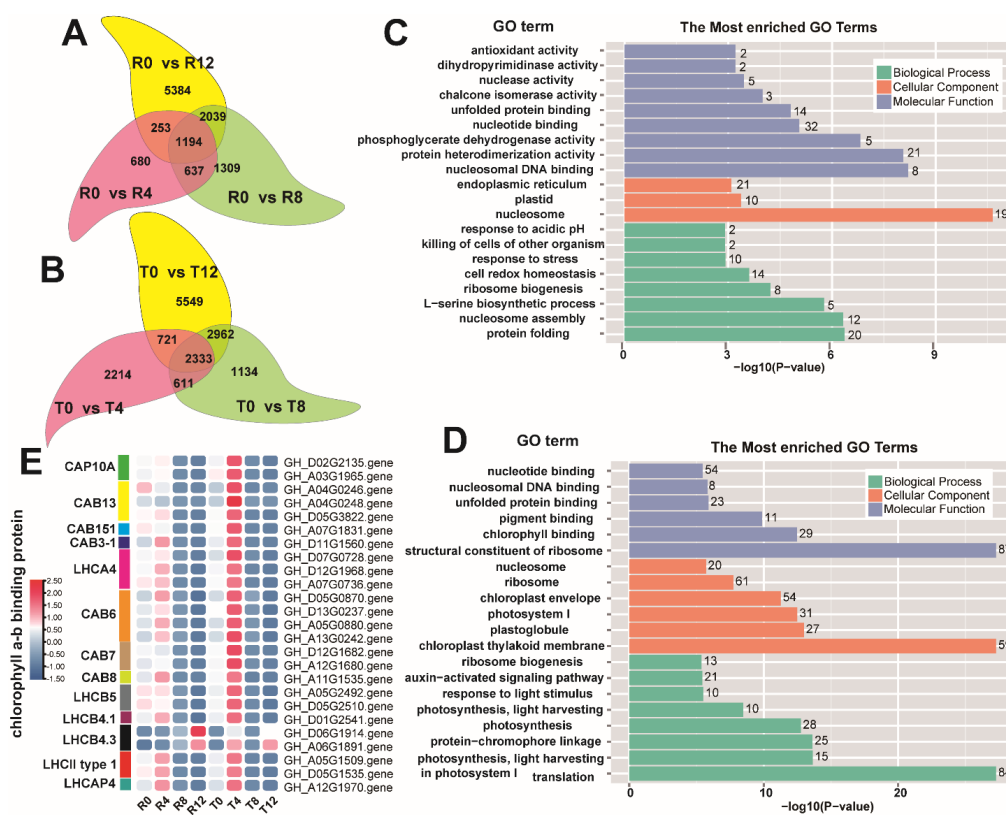 A
R0 vs R12
5384
253
2039
1194
680
637
1309
R0 vs R4
R0 vs R8
B
T0 vs T12
5549
721
2962
2333
2214
611
1134
T0 vs T4
T0 vs T8
C
GO term
The Most enriched GO Terms
antioxidant activity 2
dihydropyrimidinase activity 2
nuclease activity 5
chalcone isomerase activity 3
unfolded protein binding 14
nucleotide binding 32
phosphoglycerate dehydrogenase activity 5
protein heterodimerization activity 21
nucleosomal DNA binding 8
endoplasmic reticulum 21
plastid 10
nucleosome 19
response to acidic pH 2
killing of cells of other organism 2
response to stress 10
cell redox homeostasis 14
ribosome biogenesis 8
L−serine biosynthetic process 5
nucleosome assembly 12
protein folding 20
Biological Process
Cellular Component
Molecular Function
0 3 6 9
−log10(P−value)
D
GO term
The Most enriched GO Terms
nucleotide binding 54
nucleosomal DNA binding 8
unfolded protein binding 23
pigment binding 11
chlorophyll binding 29
structural constituent of ribosome
nucleosome 20
ribosome 61
chloroplast envelope 54
photosystem I 31
plastoglobule 27
chloroplast thylakoid membrane
ribosome biogenesis 13
auxin−activated signaling pathway 21
response to light stimulus 10
photosynthesis, light harvesting 10
photosynthesis 28
protein−chromophore linkage 25
photosynthesis, light harvesting 15
in photosystem I
translation
Biological Process
Cellular Component
Molecular Function
0 10 20
−log10(P−value)
E
chlorophyll a-b binding protein
2.50
2.00
1.50
1.00
0.50
0.00
-0.50
-1.00
-1.50
CAP10A
CAB13
CAB151
CAB3-1
LHCA4
CAB6
CAB7
CAB8
LHCB5
LHCB4.1
LHCB4.3
LHCII type 1
LHCAP4
GH_D02G2135.gene
GH_A03G1965.gene
GH_A04G0246.gene
GH_A04G0248.gene
GH_D05G3822.gene
GH_A07G1831.gene
GH_D11G1560.gene
GH_D07G0728.gene
GH_D12G1968.gene
GH_A07G0736.gene
GH_D05G0870.gene
GH_D13G0237.gene
GH_A05G0880.gene
GH_A13G0242.gene
GH_D12G1682.gene
GH_A12G1680.gene
GH_A11G1535.gene
GH_A05G2492.gene
GH_D05G2510.gene
GH_D01G2541.gene
GH_D06G1914.gene
GH_A06G1891.gene
GH_A05G1509.gene
GH_D05G1535.gene
GH_A12G1970.gene
R0 R4 R8 R12 T0 T4 T8 T12